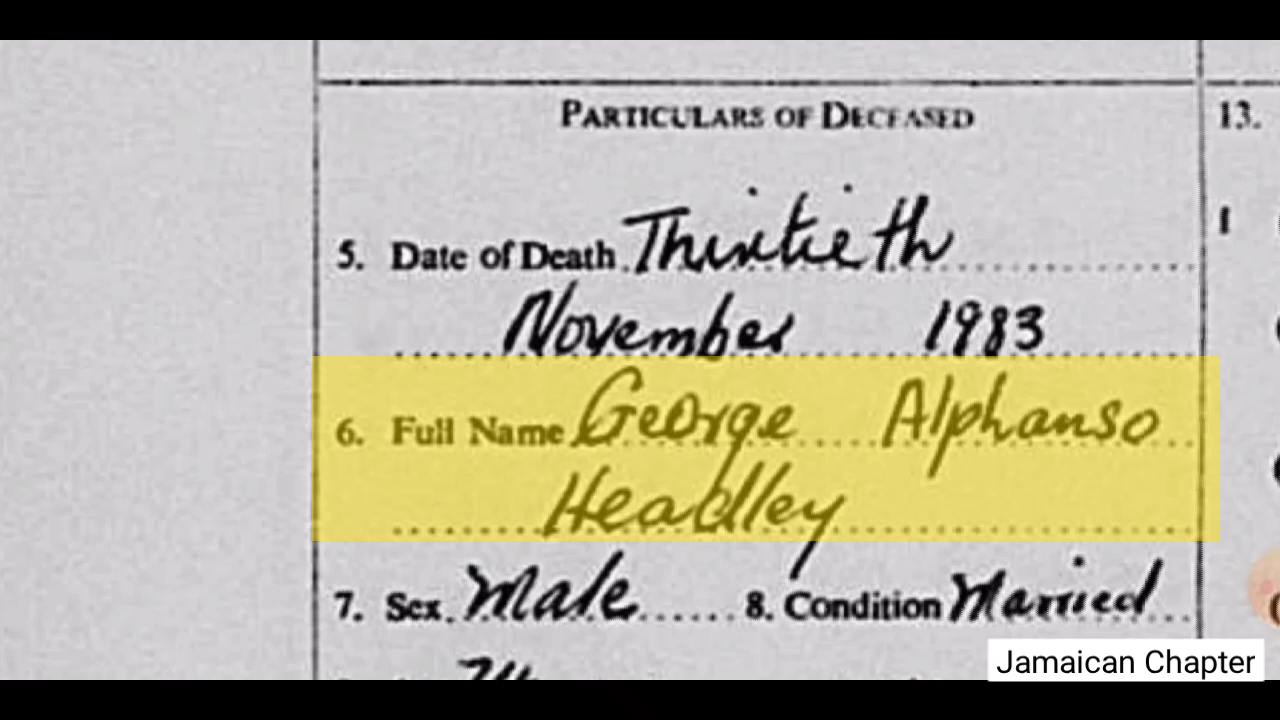 PARTICULARS OF DECEASED
13.
5. Date of Death Thirtieth
1
November 1983
6. Full Name George Alphanso
Headley
7. Sex. Male 8. Condition Married
Jamaican Chapter